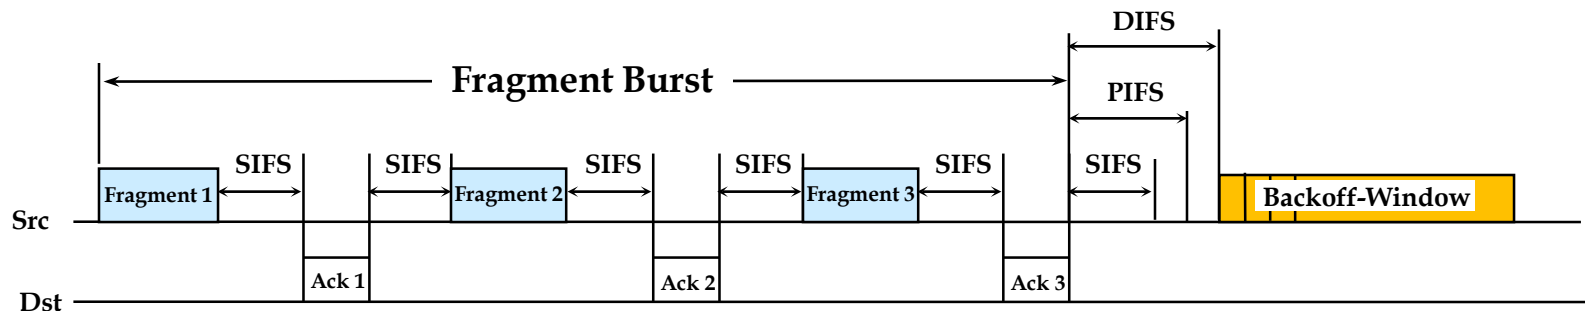 DIFS
Fragment Burst
PIFS
SIFS SIFS SIFS SIFS SIFS SIFS
Fragment 1 Fragment 2 Fragment 3 Backoff-Window
Src
Ack 1 Ack 2 Ack 3
Dst